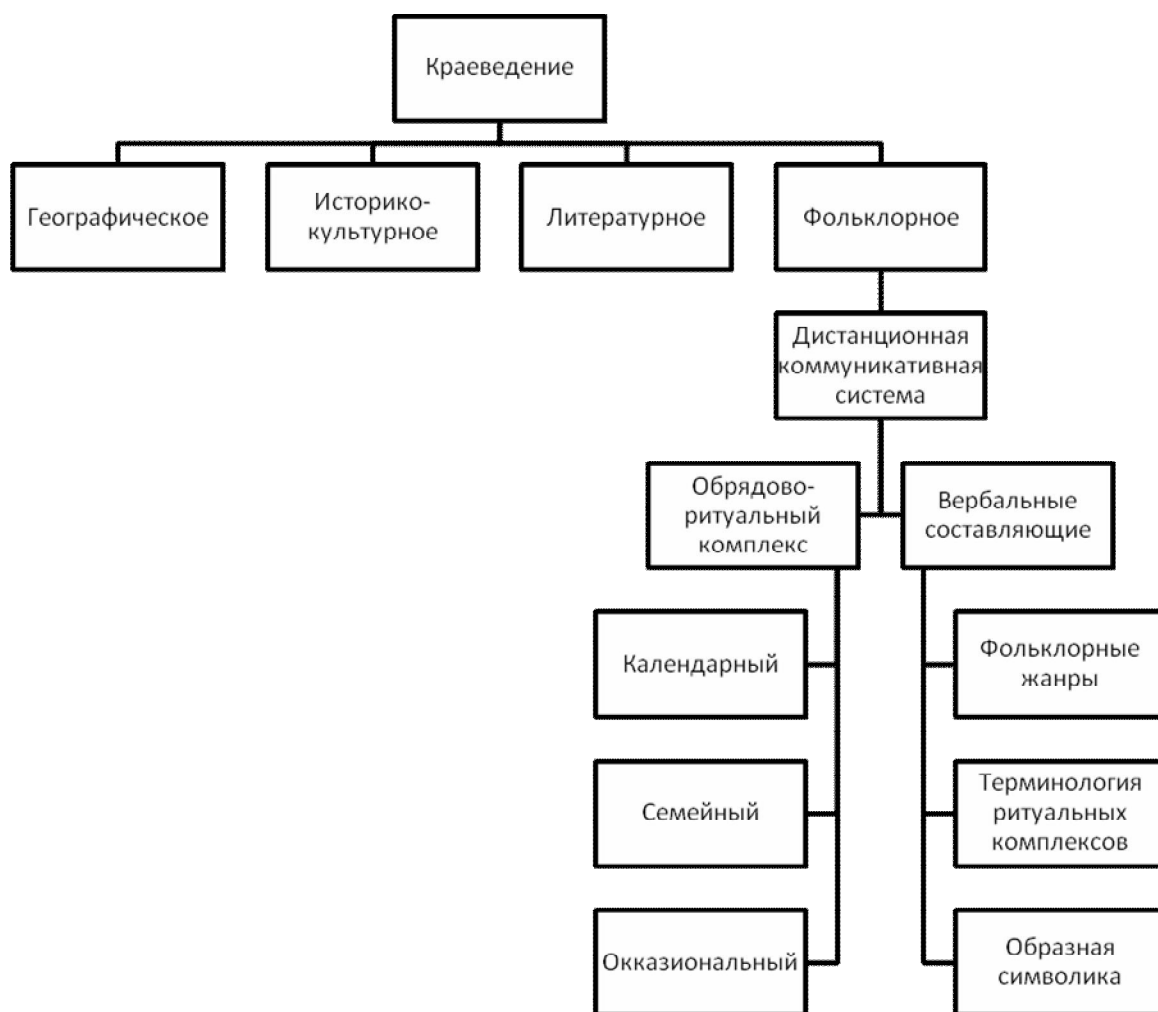 Краеведение
Географическое
Историко-
культурное
Литературное
Фольклорное
Дистанционная
коммуникативная
система
Обрядово-
ритуальный
комплекс
Вербальные
составляющие
Календарный
Фольклорные
жанры
Семейный
Терминология
ритуальных
комплексов
Окказиональный
Образная
символика